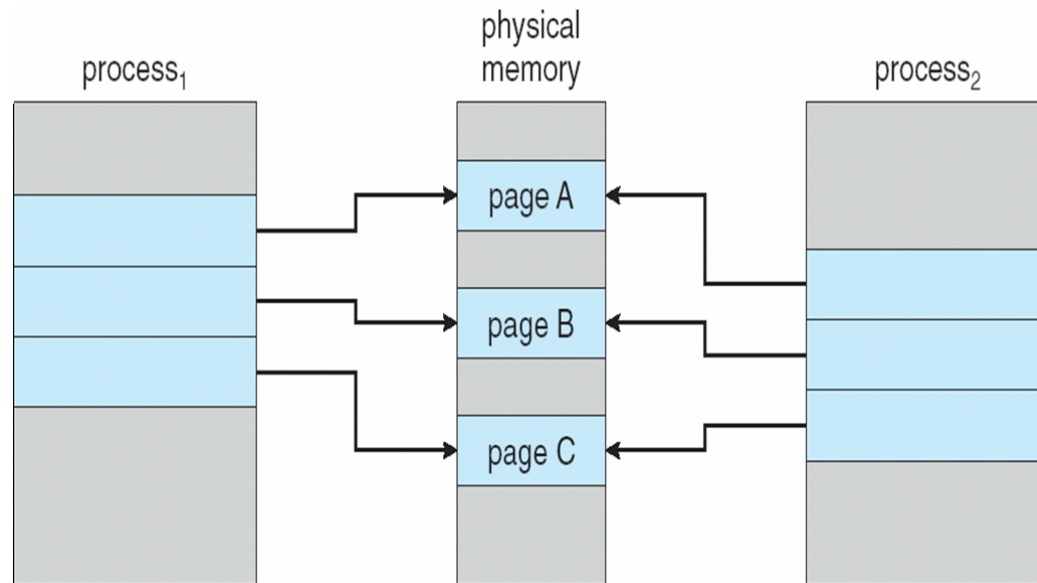 physical
memory
process₁
process₂
page A
page B
page C